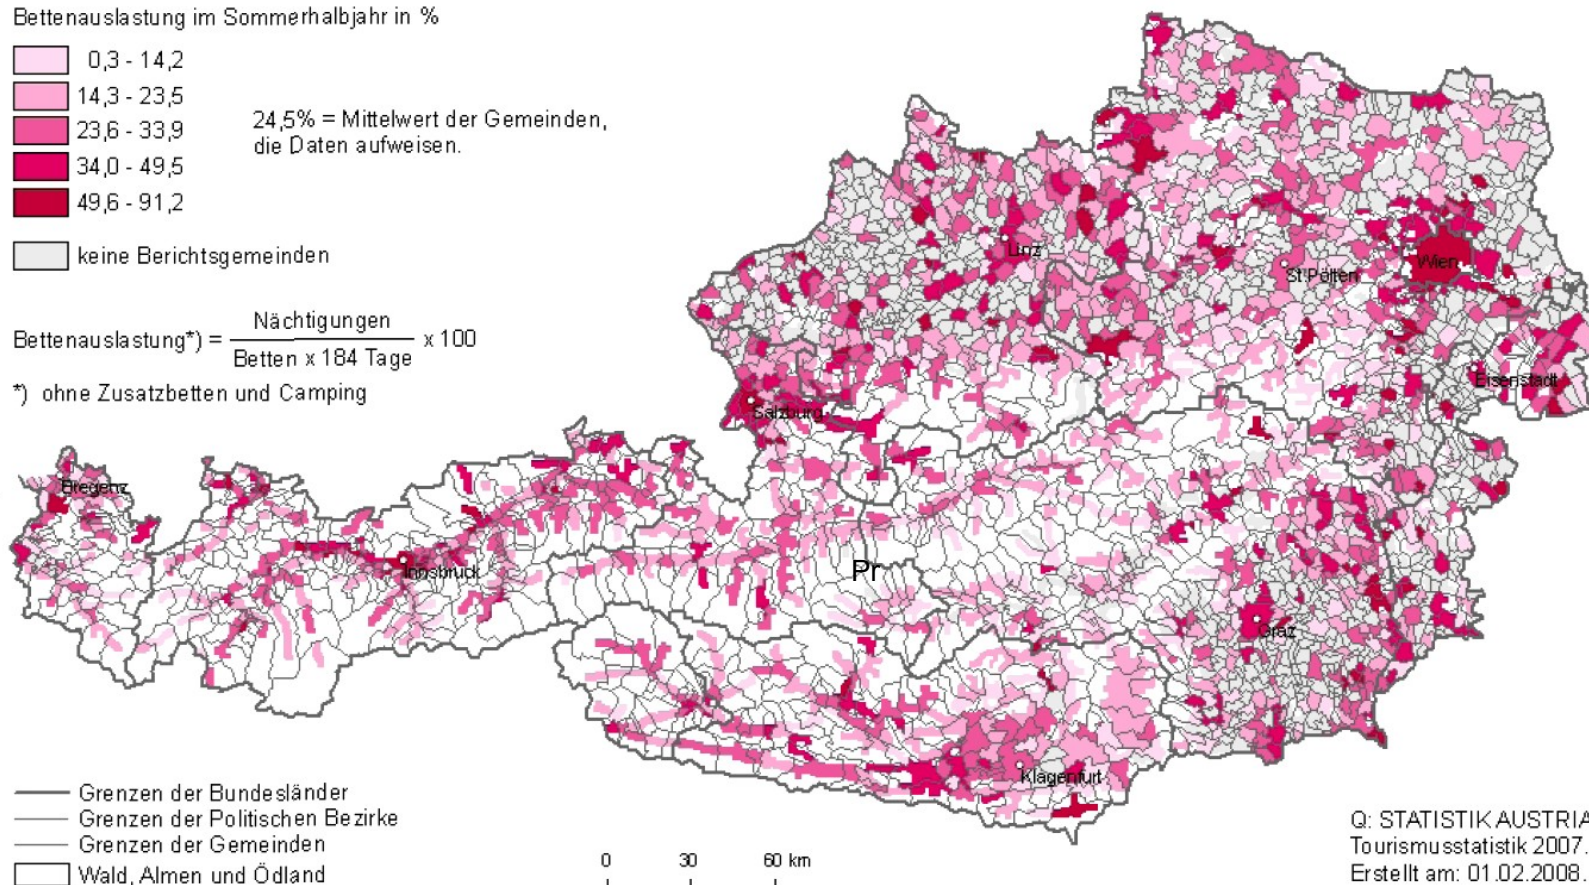 Bettenauslastung im Sommerhalbjahr in %
0,3 - 14,2
14,3 - 23,5
23,6 - 33,9
34,0 - 49,5
49,6 - 91,2
keine Berichtsgemeinden
24,5% = Mittelwert der Gemeinden,
die Daten aufweisen.
Bettenauslastung*) = Nächtigungen x 100
Betten x 184 Tage
*) ohne Zusatzbetten und Camping
Linz
St.Pölten
Wien
Eisenstadt
Salzburg
Bregenz
Innsbruck
Pr
Graz
Klagenfurt
Grenzen der Bundesländer
Grenzen der Politischen Bezirke
Grenzen der Gemeinden
Wald, Almen und Ödland
0 30 60 km
Q: STATISTIK AUSTRIA
Tourismusstatistik 2007.
Erstellt am: 01.02.2008.